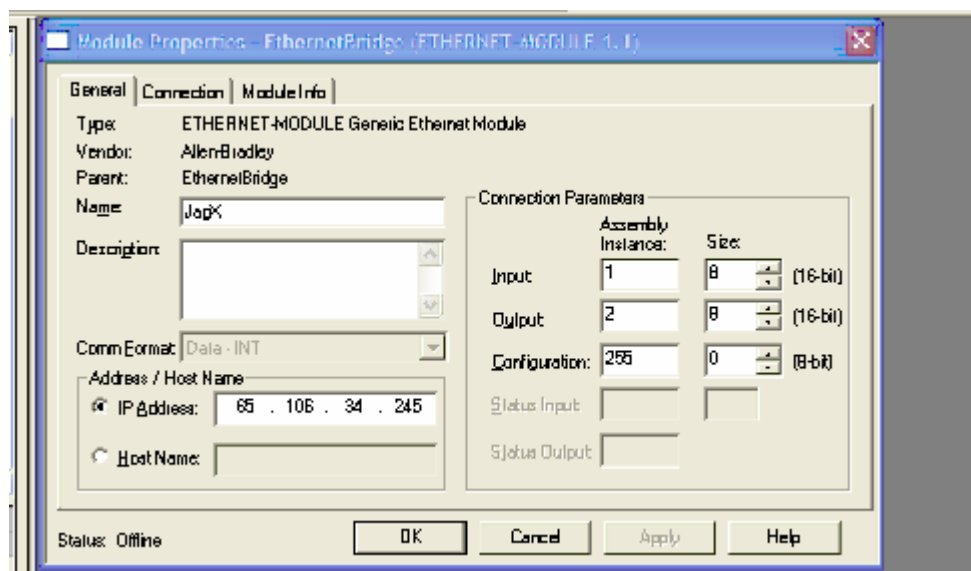 Module Properties - EthernetBridge (ETHERNET-MODULE 1.1)
General
Connection
Module Info
Type: ETHERNET-MODULE Generic Ethernet Module
Vendor: Allen-Bradley
Parent: EthernetBridge
Name: JagX
Description:
Comm Format: Data - INT
Address / Host Name
IP Address: 65 . 106 . 34 . 245
Host Name:
Connection Parameters
Assembly Instance:
Size:
Input: 1 8 (16-bit)
Output: 2 8 (16-bit)
Configuration: 255 0 (8-bit)
Status Input:
Status Output:
Status: Offline
OK
Cancel
Apply
Help